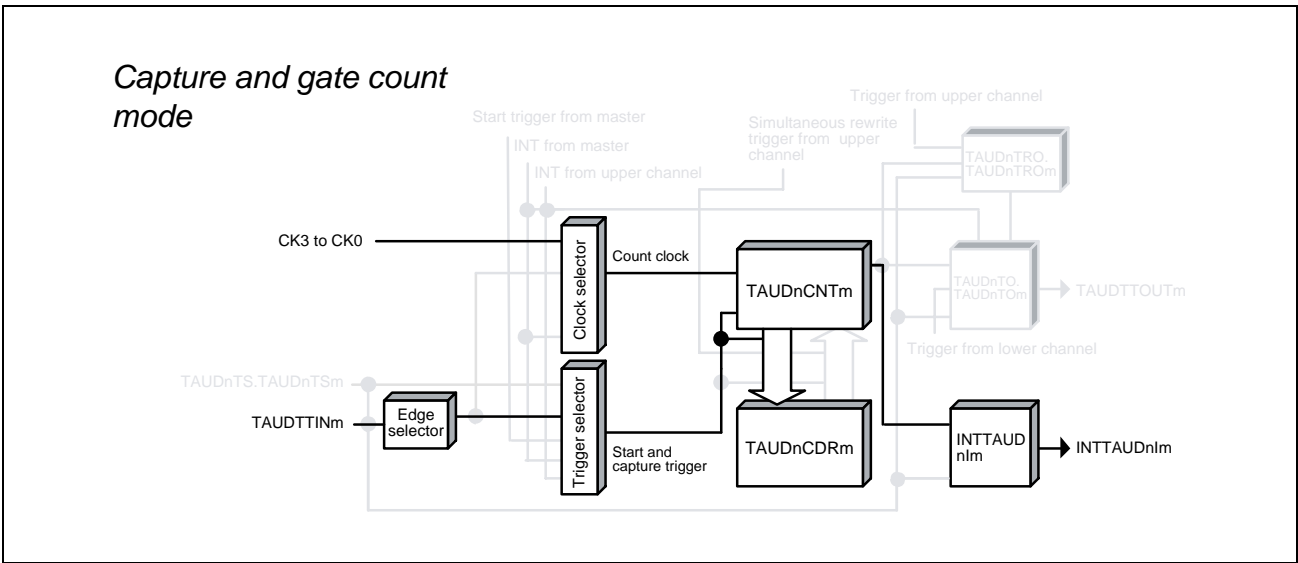 Capture and gate count
mode
Trigger from upper channel
Start trigger from master
Simultaneous rewrite
trigger from upper
channel
INT from master
INT from upper channel
TAUDnTRO.
TAUDnTROm
CK3 to CK0
Clock selector
Count clock
TAUDnCNTm
TAUDnTO.
TAUDnTOm
TAUDTTOUTm
Trigger from lower channel
TAUDnTS.TAUDnTSm
TAUDTTINm
Edge
selector
Trigger selector
Start and
capture trigger
TAUDnCDRm
INTTAUD
nIm
INTTAUDnIm